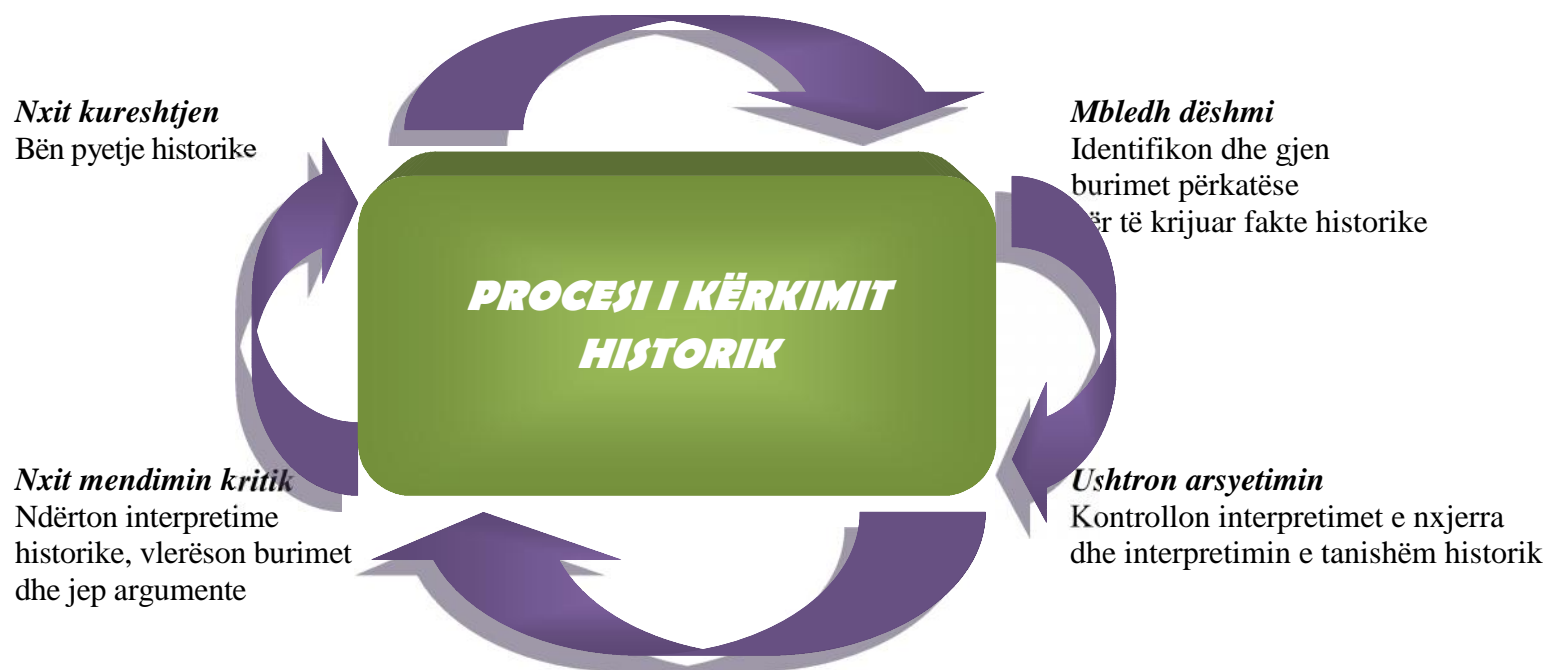 Nxit kureshtjen
Bën pyetje historike
Mbledh dëshmi
Identifikon dhe gjen
burimet përkatëse
për të krijuar fakte historike
PROCESI I KËRKIMIT
HISTORIK
Nxit mendimin kritik
Ndërton interpretime
historike, vlerëson burimet
dhe jep argumente
Ushtron arsyetimin
Kontrollon interpretimet e nxjerra
dhe interpretimin e tanishëm historik